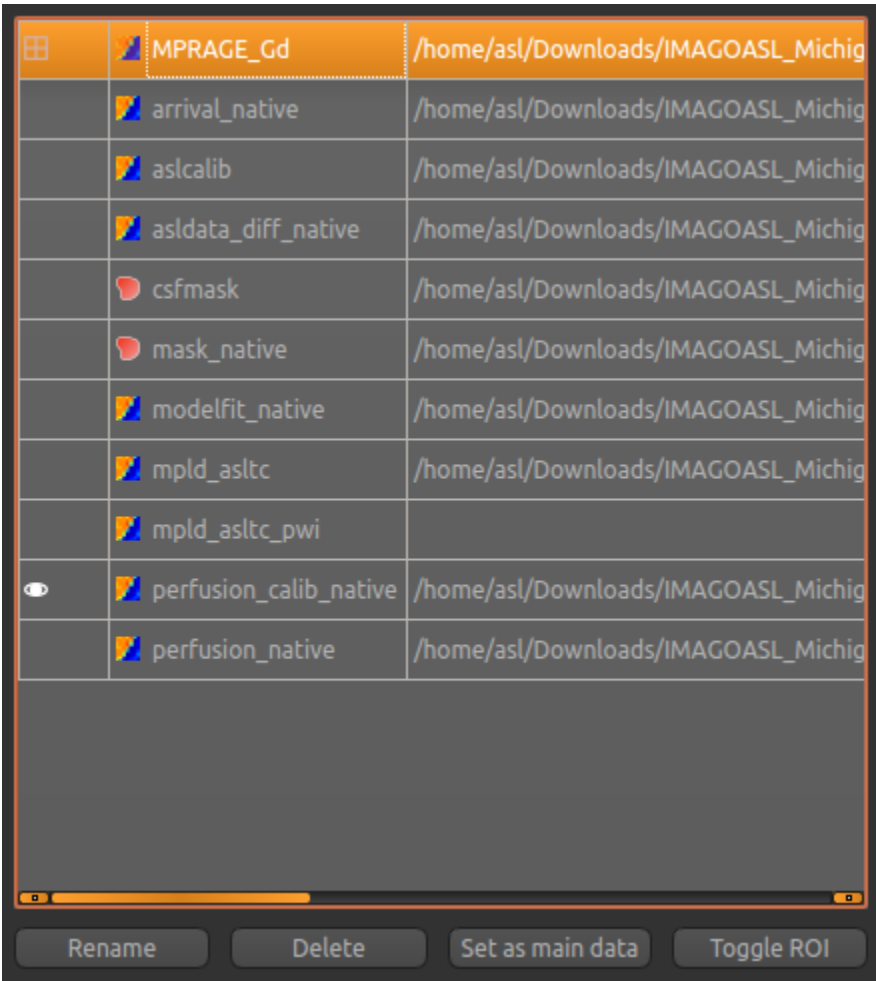 MPRAGE_Gd /home/asl/Downloads/IMAGOASL_Michig
arrival_native /home/asl/Downloads/IMAGOASL_Michig
aslcalib /home/asl/Downloads/IMAGOASL_Michig
asldata_diff_native /home/asl/Downloads/IMAGOASL_Michig
csfmask /home/asl/Downloads/IMAGOASL_Michig
mask_native /home/asl/Downloads/IMAGOASL_Michig
modelfit_native /home/asl/Downloads/IMAGOASL_Michig
mpld_asltc /home/asl/Downloads/IMAGOASL_Michig
mpld_asltc_pwi
perfusion_calib_native /home/asl/Downloads/IMAGOASL_Michig
perfusion_native /home/asl/Downloads/IMAGOASL_Michig
Rename Delete Set as main data Toggle ROI